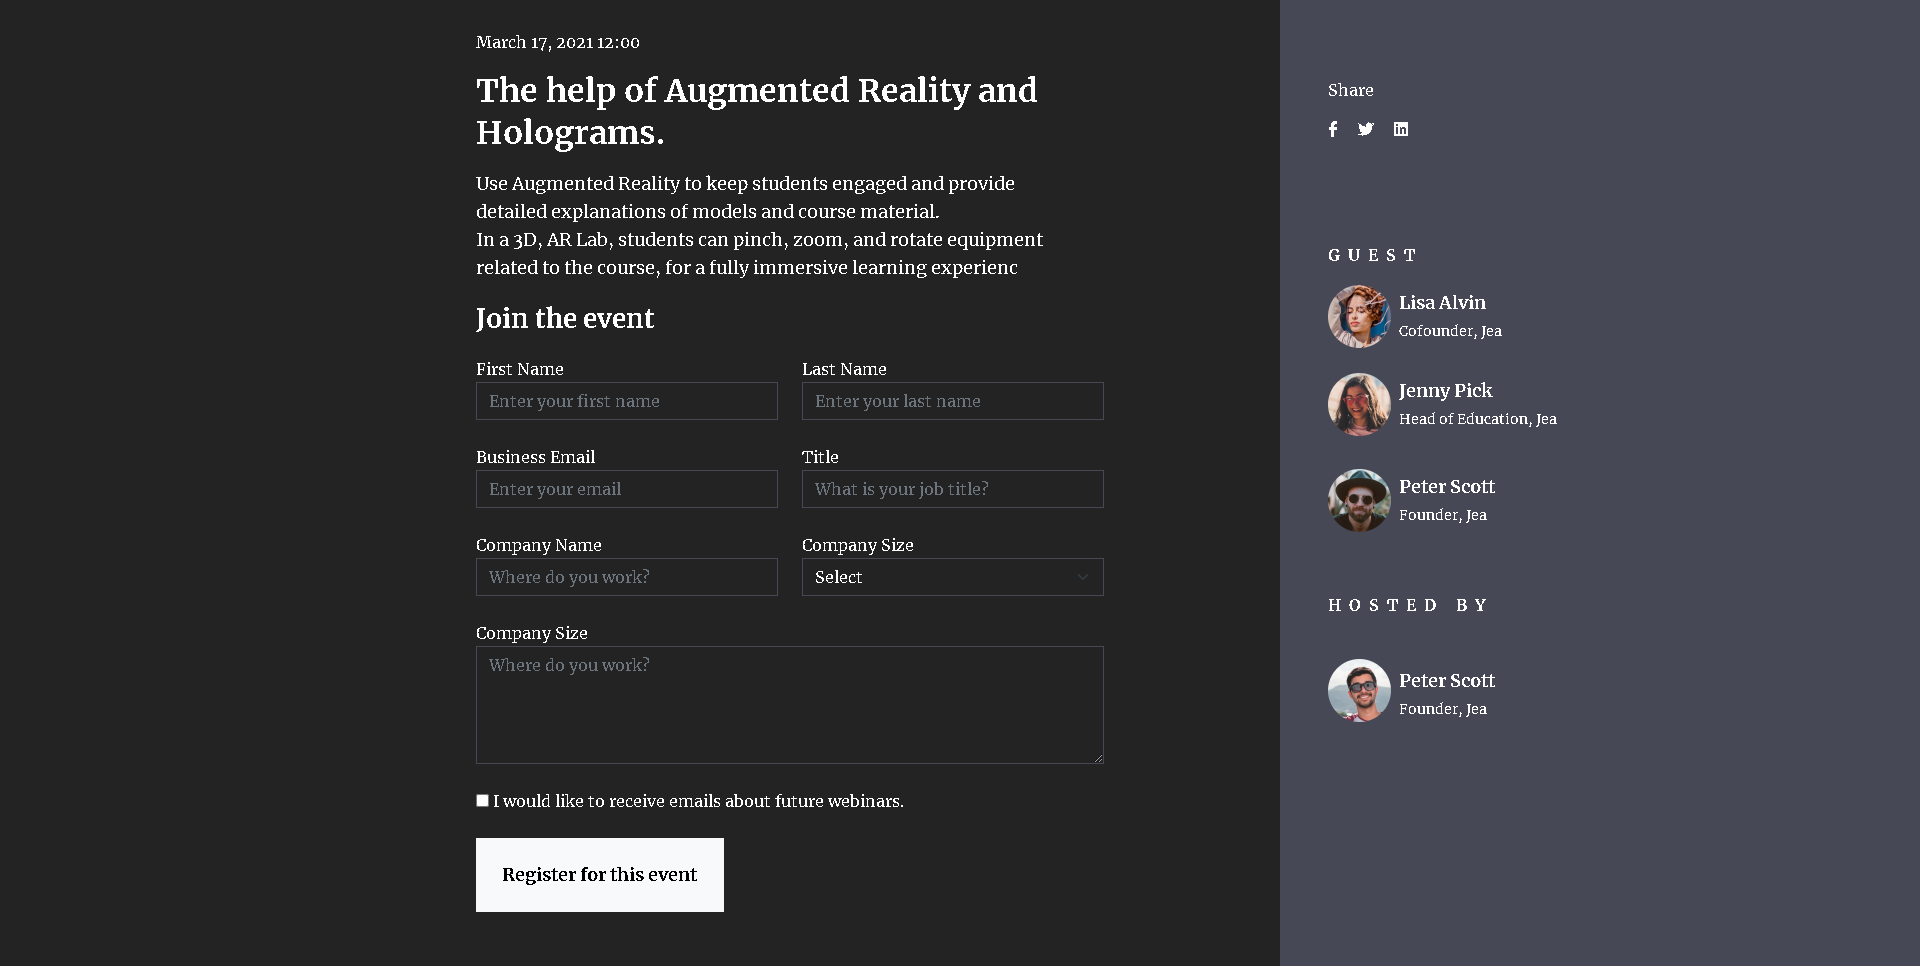 March 17, 2021 12:00
The help of Augmented Reality and
Holograms.
Use Augmented Reality to keep students engaged and provide
detailed explanations of models and course material.
In a 3D, AR Lab, students can pinch, zoom, and rotate equipment
related to the course, for a fully immersive learning experienc
Join the event
First Name
Enter your first name
Last Name
Enter your last name
Business Email
Enter your email
Title
What is your job title?
Company Name
Where do you work?
Company Size
Select
Company Size
Where do you work?
I would like to receive emails about future webinars.
Register for this event
Share
GUEST
Lisa Alvin
Cofounder, Jea
Jenny Pick
Head of Education, Jea
Peter Scott
Founder, Jea
HOSTED BY
Peter Scott
Founder, Jea